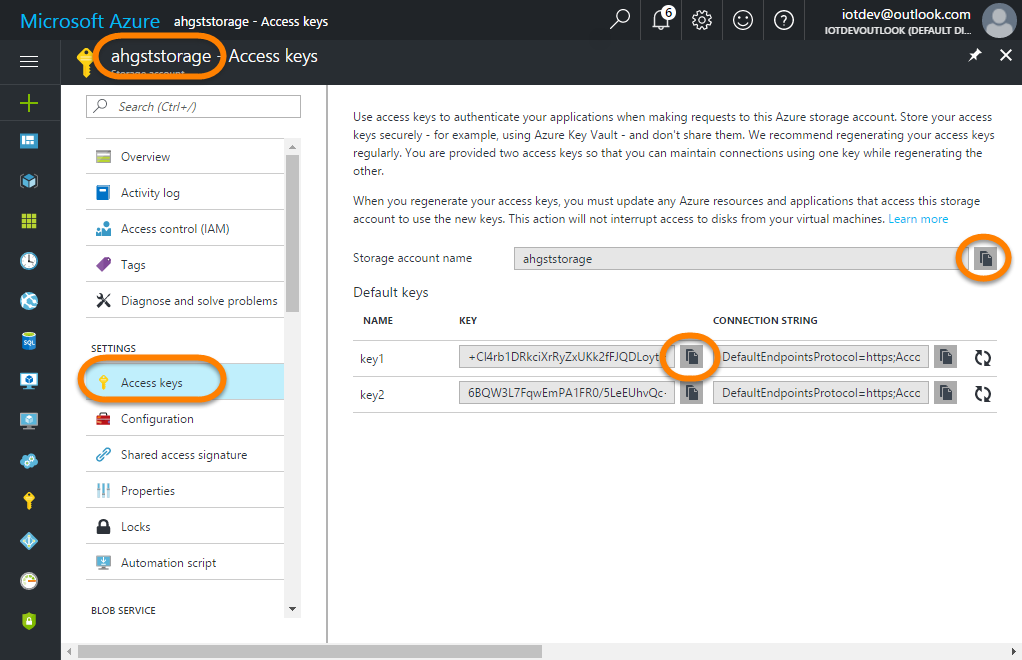 Microsoft Azure ahgststorage - Access keys
6
iotdev@outlook.com
IOTDEVOUTLOOK (DEFAULT DI...
ahgststorage - Access keys
Storage account
Search (Ctrl+/)
Overview
Activity log
Access control (IAM)
Tags
Diagnose and solve problems
SETTINGS
Access keys
Configuration
Shared access signature
Properties
Locks
Automation script
BLOB SERVICE
Use access keys to authenticate your applications when making requests to this Azure storage account. Store your access
keys securely - for example, using Azure Key Vault - and don't share them. We recommend regenerating your access keys
regularly. You are provided two access keys so that you can maintain connections using one key while regenerating the
other.
When you regenerate your access keys, you must update any Azure resources and applications that access this storage
account to use the new keys. This action will not interrupt access to disks from your virtual machines. Learn more
Storage account name ahgststorage
Default keys
NAME KEY CONNECTION STRING
key1 +CI4rb1DRkciXrRyZxUKk2fFJQDLoyt DefaultEndpointsProtocol=https;Acco
key2 6BQW3L7FqwEmPA1FR0/5LeEUhvQc- DefaultEndpointsProtocol=https;Acco
SQL